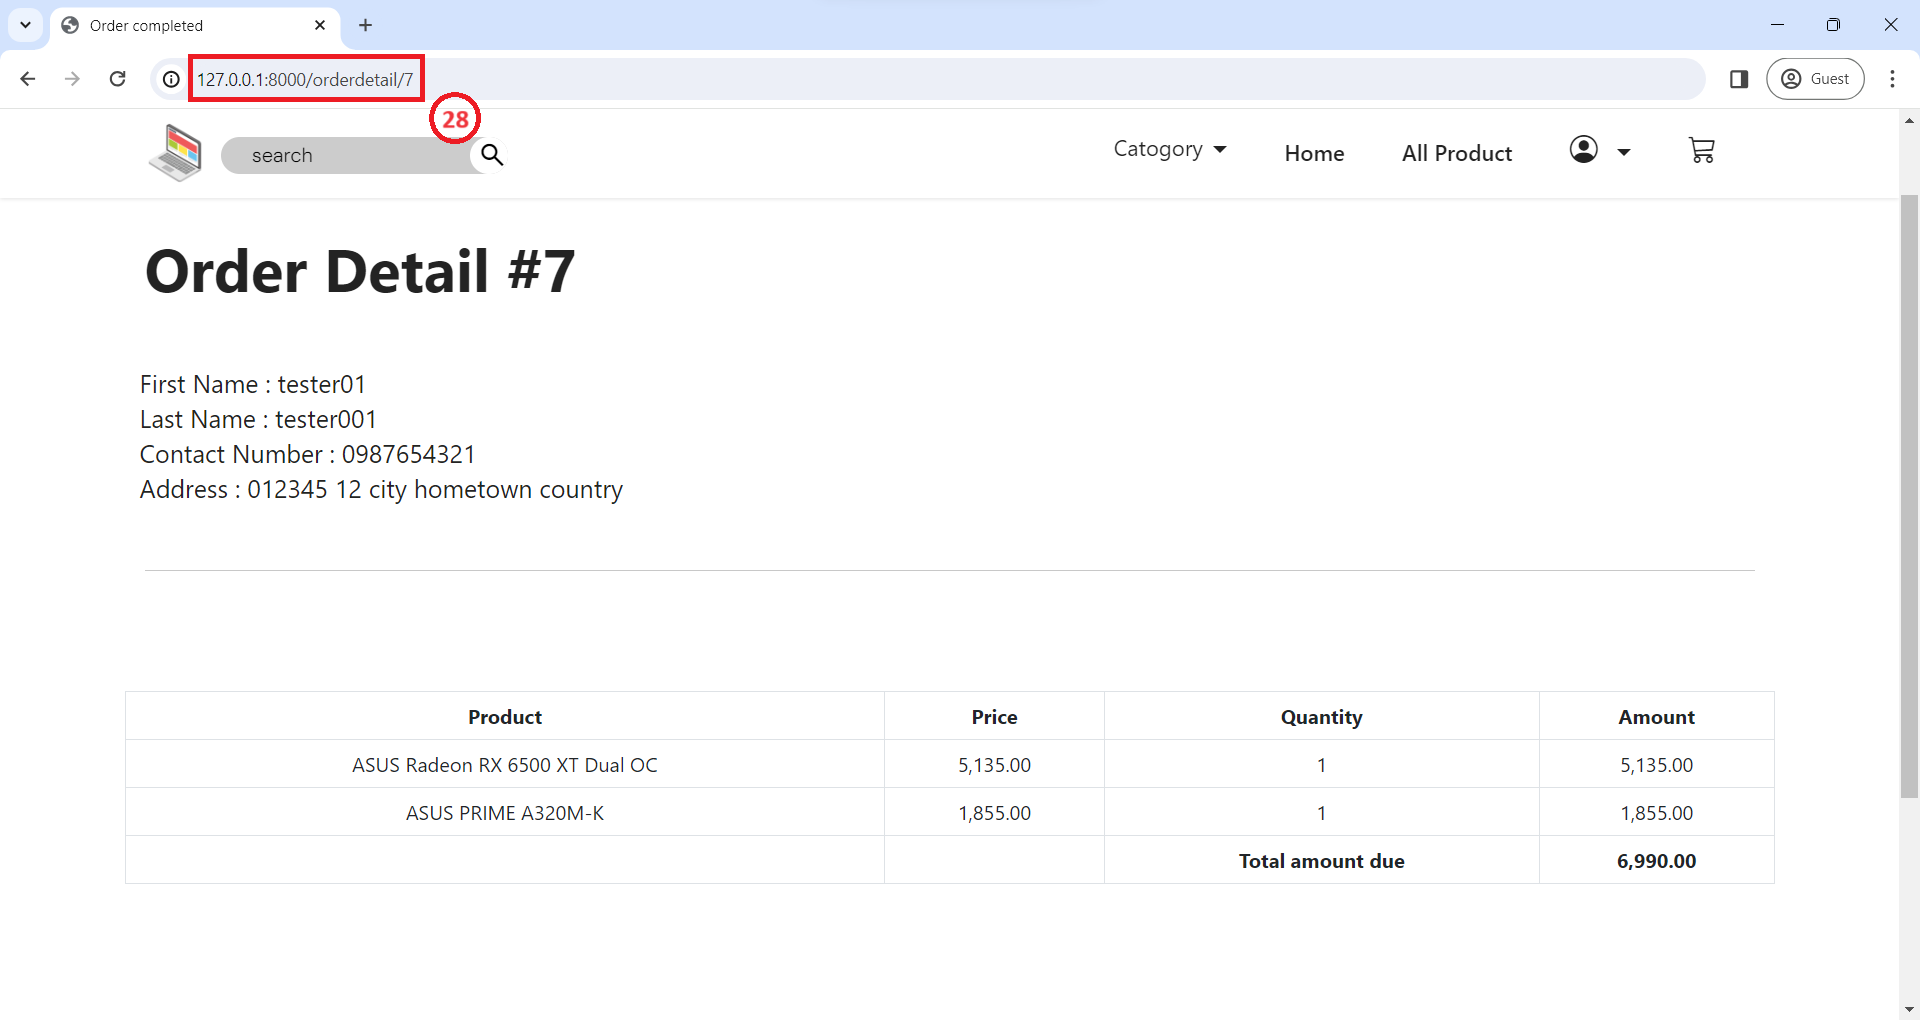 Order completed
127.0.0.1:8000/orderdetail/7
Guest
28
search
Catogory
Home
All Product
Order Detail #7
First Name : tester01
Last Name : tester001
Contact Number : 0987654321
Address : 012345 12 city hometown country
Product Price Quantity Amount
ASUS Radeon RX 6500 XT Dual OC 5,135.00 1 5,135.00
ASUS PRIME A320M-K 1,855.00 1 1,855.00
Total amount due 6,990.00